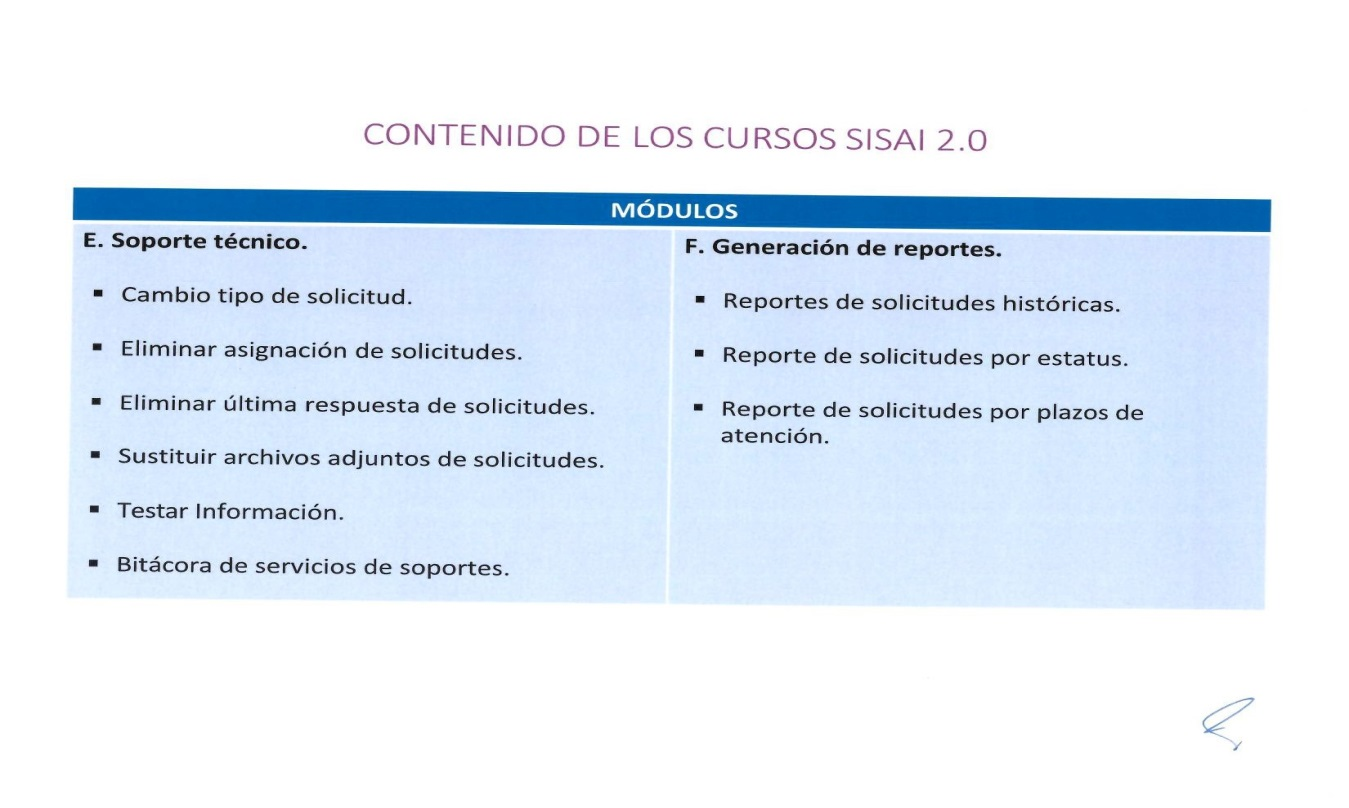 CONTENIDO DE LOS CURSOS SISAI 2.0
MÓDULOS
E. Soporte técnico.
▪ Cambio tipo de solicitud.
▪ Eliminar asignación de solicitudes.
▪ Eliminar última respuesta de solicitudes.
▪ Sustituir archivos adjuntos de solicitudes.
▪ Testar Información.
▪ Bitácora de servicios de soportes.
F. Generación de reportes.
▪ Reportes de solicitudes históricas.
▪ Reporte de solicitudes por estatus.
▪ Reporte de solicitudes por plazos de
atención.